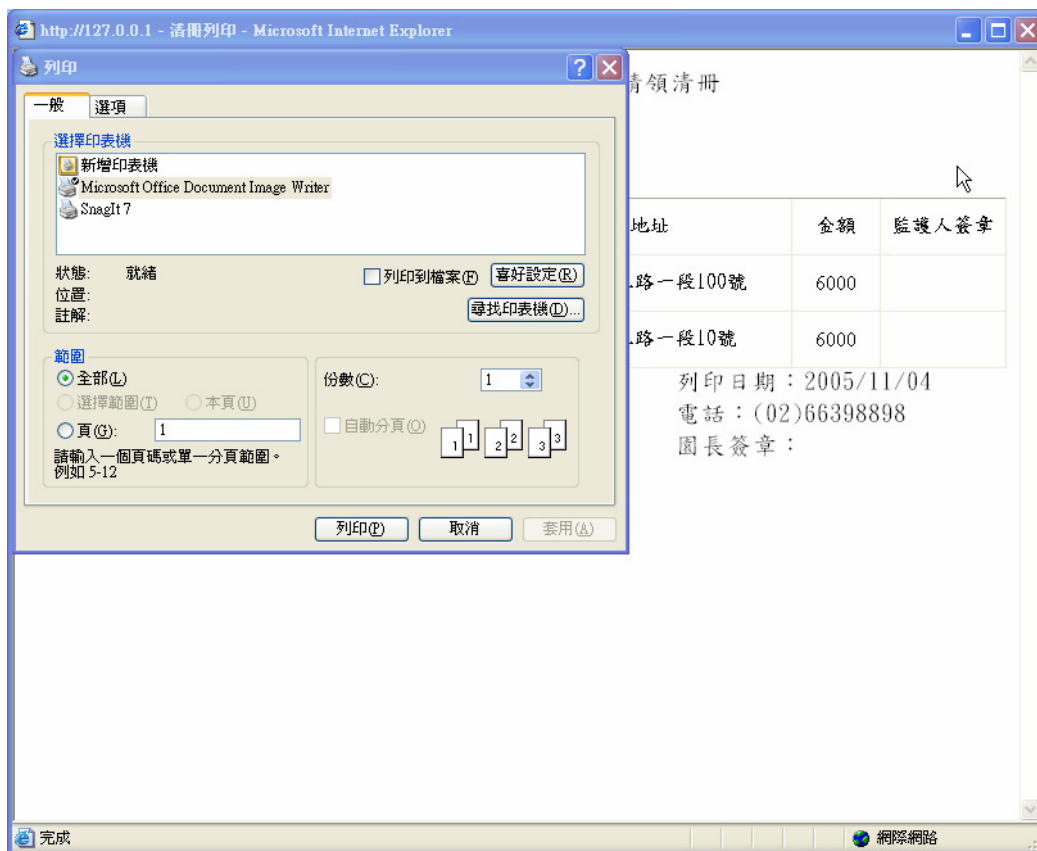 http://127.0.0.1 - 清冊列印 - Microsoft Internet Explorer
列印
一般 選項
選擇印表機
新增印表機
Microsoft Office Document Image Writer
SnagIt 7
狀態: 就緒
位置:
註解:
列印到檔案(F) 喜好設定(R)
尋找印表機(D)...
範圍
全部(L)
選擇範圍(T) 本頁(U)
頁(G): 1
請輸入一個頁碼或單一分頁範圍。
例如 5-12
份數(C): 1
自動分頁(O)
1 1 2 2 3 3
列印(P) 取消 套用(A)
請領清冊
地址 金額 監護人簽章
路一段100號 6000
路一段10號 6000
列印日期：2005/11/04
電話：(02)66398898
園長簽章：
完成 網際網路